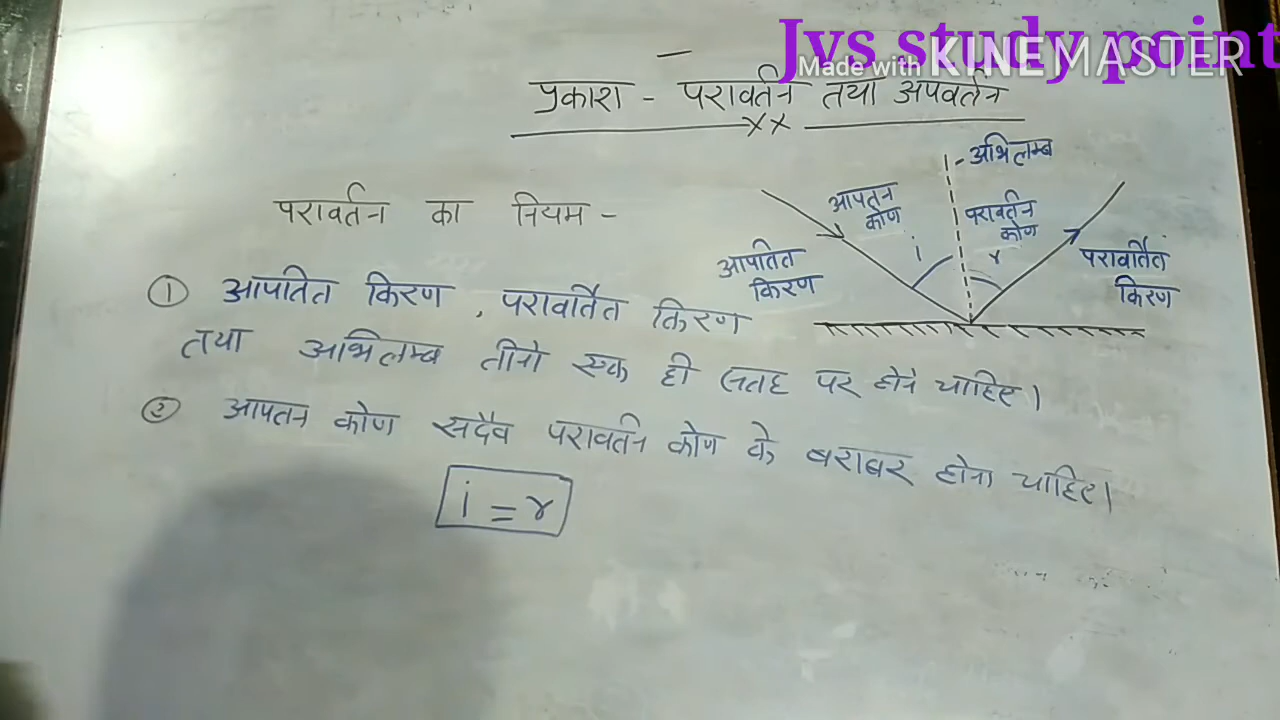 Jvs study point
Made with KINEMASTER
प्रकाश - परावर्तन तथा अपवर्तन
अभिलम्ब
आपतन कोण
परावर्तन कोण
i
r
आपतित किरण
परावर्तित किरण
परावर्तन का नियम -
① आपतित किरण , परावर्तित किरण
तथा अभिलम्ब तीनो एक ही सतह पर होने चाहिए।
② आपतन कोण सदैव परावर्तन कोण के बराबर होना चाहिए।
i = r